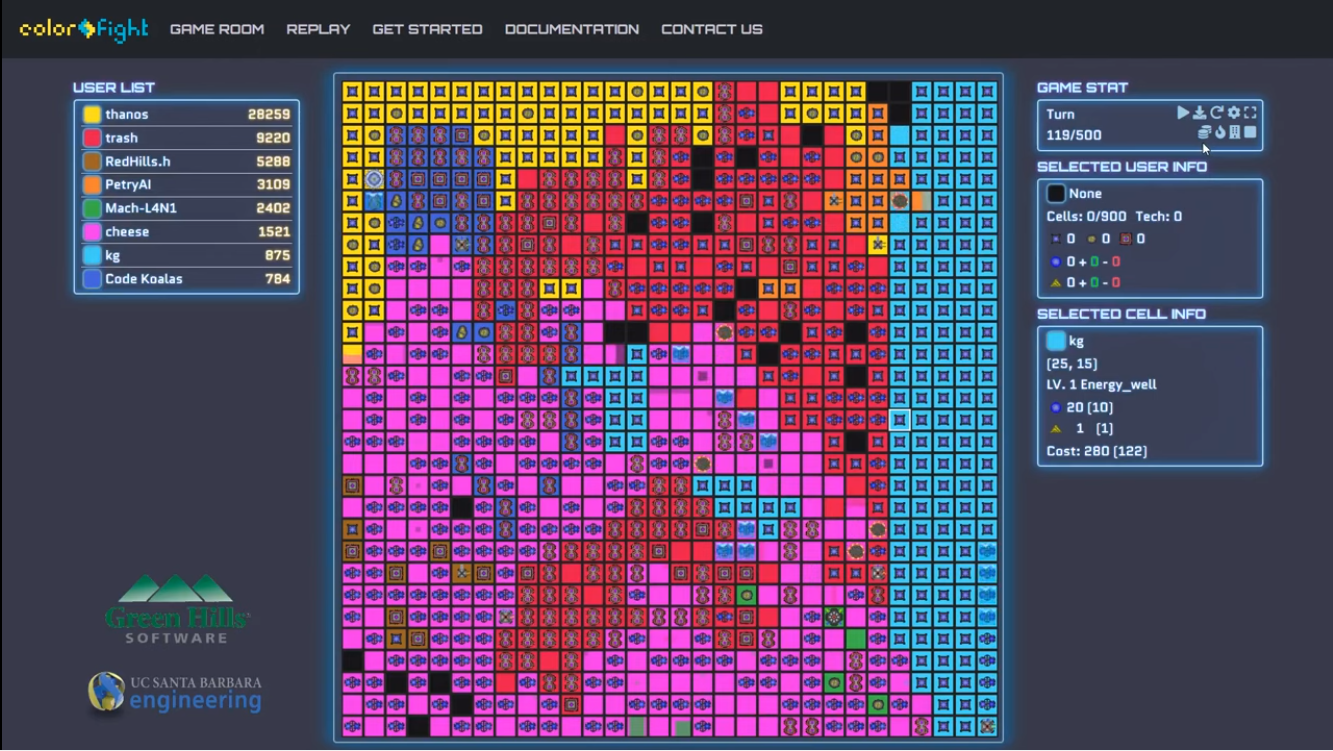 colorfight GAME ROOM REPLAY GET STARTED DOCUMENTATION CONTACT US
USER LIST
thanos 28259
trash 9220
RedHills.h 5288
PetryAI 3109
Mach-L4N1 2402
cheese 1521
kg 875
Code Koalas 784
Green Hills
SOFTWARE
UC SANTA BARBARA
engineering
GAME STAT
Turn
119/500
SELECTED USER INFO
None
Cells: 0/900 Tech: 0
0 0 0
0 + 0 - 0
0 + 0 - 0
SELECTED CELL INFO
kg
[25, 15]
LV. 1 Energy_well
20 [10]
1 [1]
Cost: 280 [122]